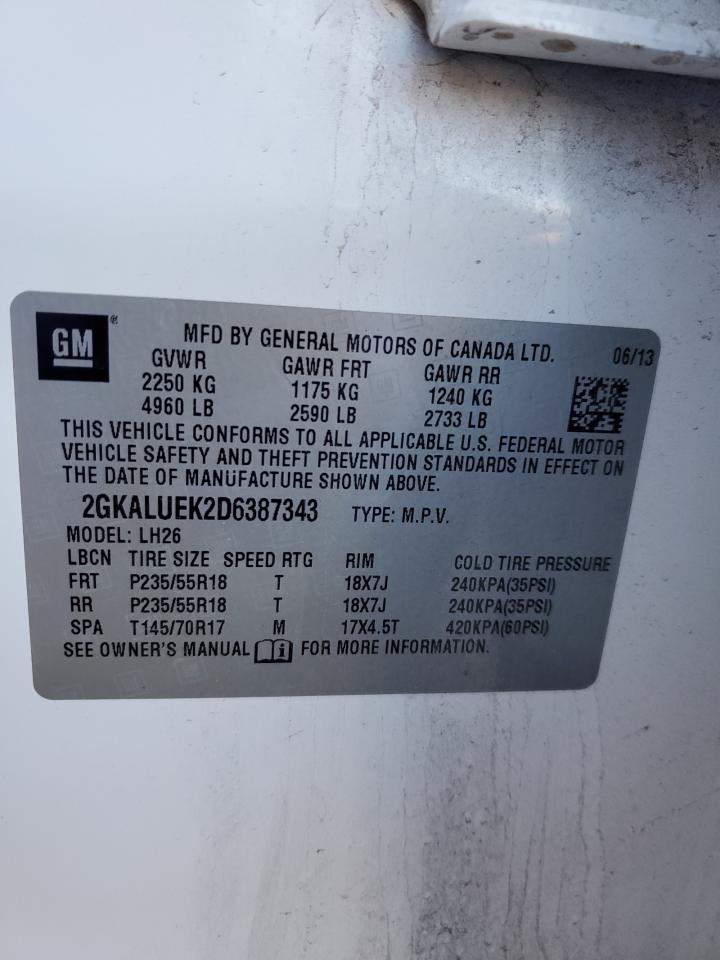 GM ®
MFD BY GENERAL MOTORS OF CANADA LTD. 06/13
GVWR GAWR FRT GAWR RR
2250 KG 1175 KG 1240 KG
4960 LB 2590 LB 2733 LB
THIS VEHICLE CONFORMS TO ALL APPLICABLE U.S. FEDERAL MOTOR
VEHICLE SAFETY AND THEFT PREVENTION STANDARDS IN EFFECT ON
THE DATE OF MANUFACTURE SHOWN ABOVE.
2GKALUEK2D6387343 TYPE: M.P.V.
MODEL: LH26
LBCN TIRE SIZE SPEED RTG RIM COLD TIRE PRESSURE
FRT P235/55R18 T 18X7J 240KPA(35PSI)
RR P235/55R18 T 18X7J 240KPA(35PSI)
SPA T145/70R17 M 17X4.5T 420KPA(60PSI)
SEE OWNER'S MANUAL i FOR MORE INFORMATION.